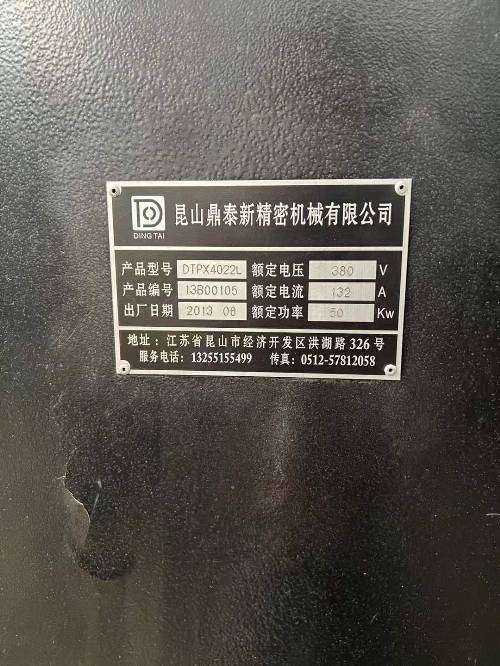 昆山鼎泰新精密机械有限公司
DING TAI
产品型号 DTPX4022L 额定电压 380 V
产品编号 13B00105 额定电流 132 A
出厂日期 2013 06 额定功率 50 Kw
地址：江苏省昆山市经济开发区洪湖路 326 号
服务电话：13255155499 传真：0512-57812058